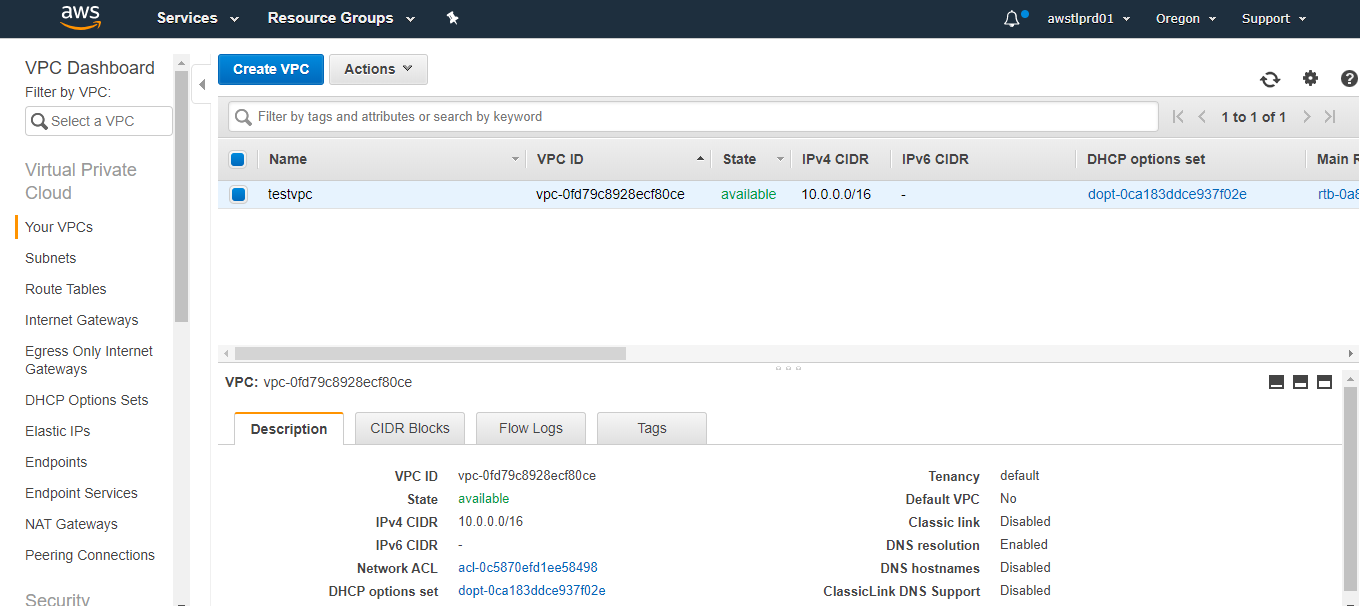 aws Services Resource Groups awstlprd01 Oregon Support
VPC Dashboard
Filter by VPC:
Select a VPC
Virtual Private
Cloud
Your VPCs
Subnets
Route Tables
Internet Gateways
Egress Only Internet
Gateways
DHCP Options Sets
Elastic IPs
Endpoints
Endpoint Services
NAT Gateways
Peering Connections
Security
Create VPC Actions
Filter by tags and attributes or search by keyword 1 to 1 of 1
Name VPC ID State IPv4 CIDR IPv6 CIDR DHCP options set Main R
testvpc vpc-0fd79c8928ecf80ce available 10.0.0.0/16 - dopt-0ca183ddce937f02e rtb-0a8
VPC: vpc-0fd79c8928ecf80ce
Description CIDR Blocks Flow Logs Tags
VPC ID vpc-0fd79c8928ecf80ce Tenancy default
State available Default VPC No
IPv4 CIDR 10.0.0.0/16 Classic link Disabled
IPv6 CIDR - DNS resolution Enabled
Network ACL acl-0c5870efd1ee58498 DNS hostnames Disabled
DHCP options set dopt-0ca183ddce937f02e ClassicLink DNS Support Disabled